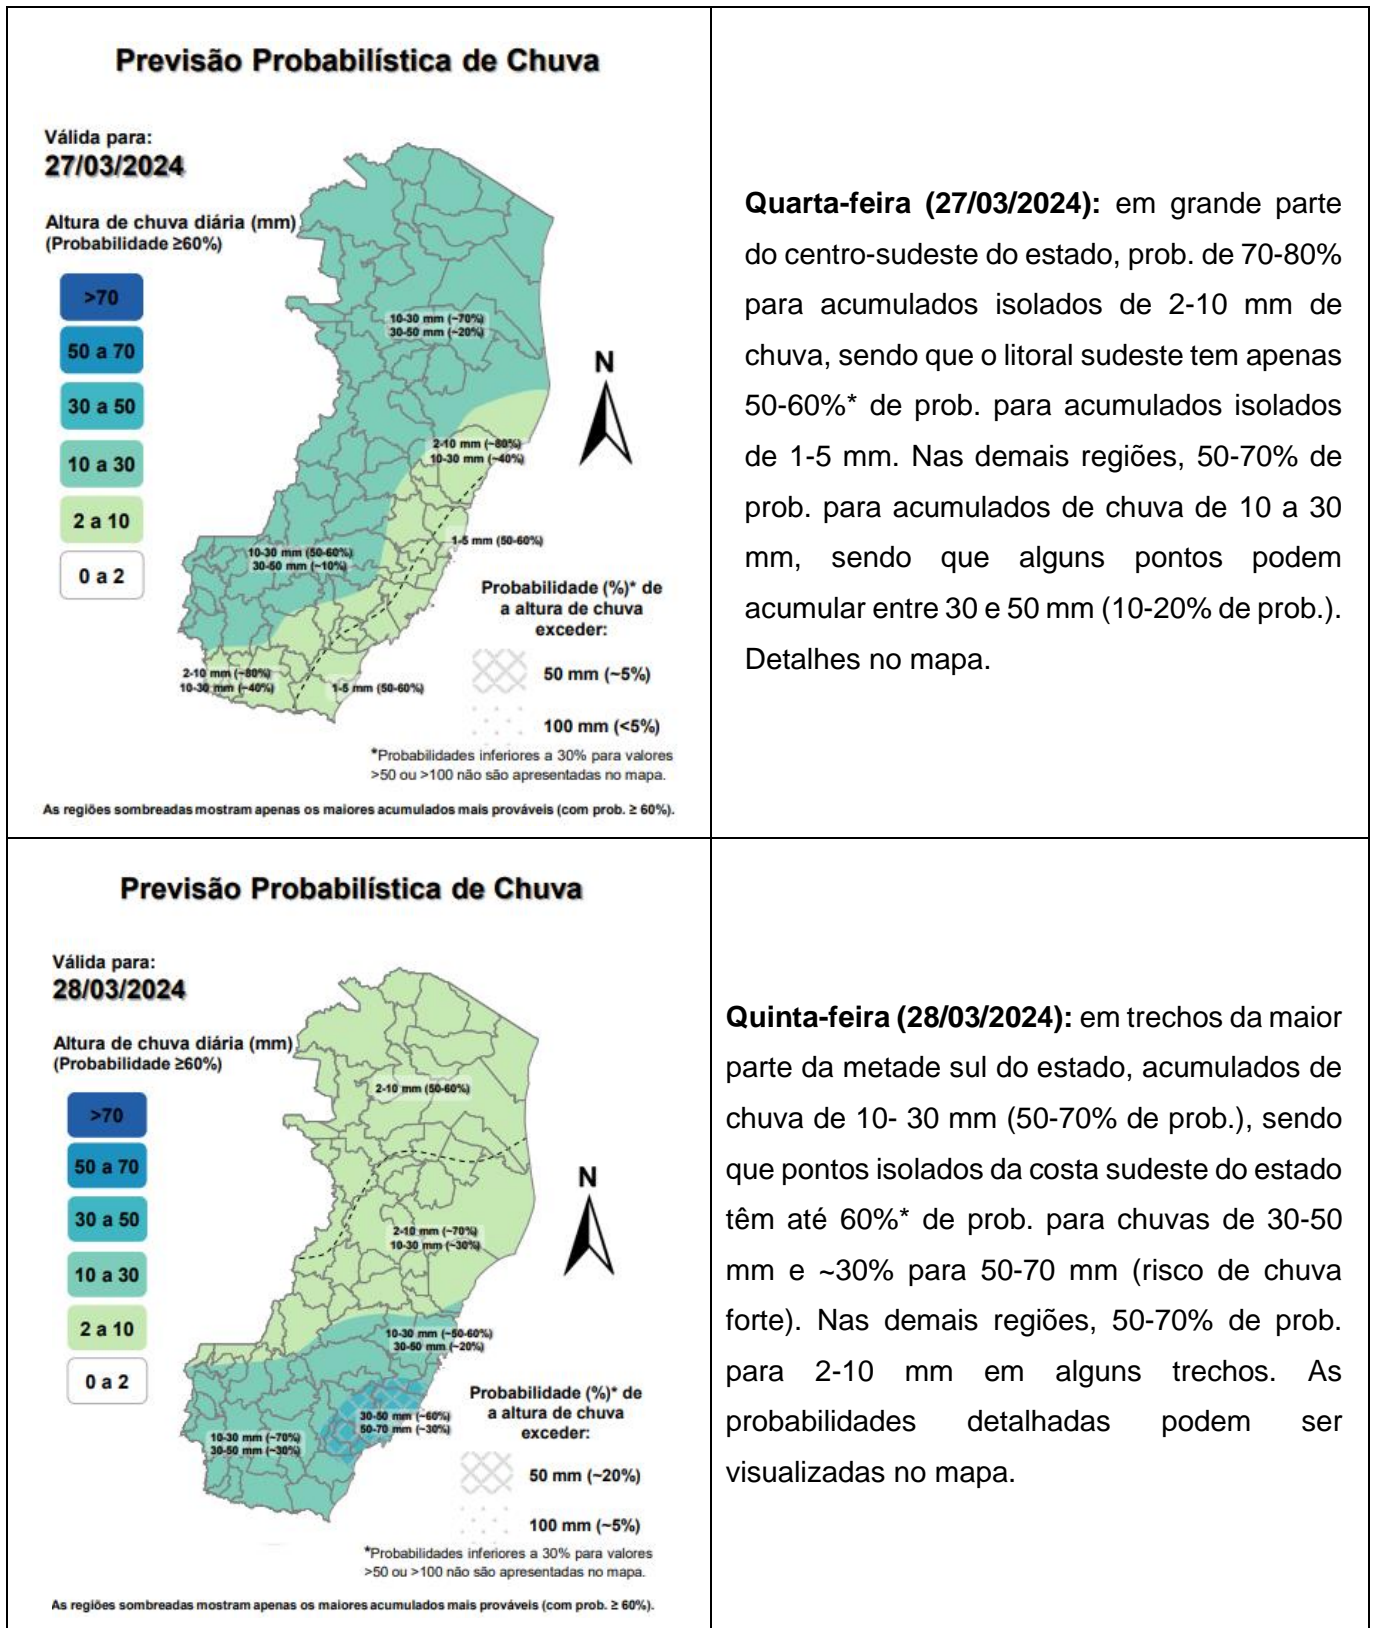 Previsão Probabilística de Chuva
Válida para:
27/03/2024
Altura de chuva diária (mm)
(Probabilidade ≥60%)
>70
50 a 70
30 a 50
10 a 30
2 a 10
0 a 2
10-30 mm (~70%)
30-50 mm (~20%)
N
2-10 mm (~80%)
10-30 mm (~40%)
1-5 mm (50-60%)
10-30 mm (50-60%)
30-50 mm (~10%)
2-10 mm (~80%)
10-30 mm (~40%)
1-5 mm (50-60%)
Probabilidade (%)* de
a altura de chuva
exceder:
50 mm (~5%)
100 mm (<5%)
*Probabilidades inferiores a 30% para valores
>50 ou >100 não são apresentadas no mapa.
As regiões sombreadas mostram apenas os maiores acumulados mais prováveis (com prob. ≥ 60%).
Quarta-feira (27/03/2024): em grande parte
do centro-sudeste do estado, prob. de 70-80%
para acumulados isolados de 2-10 mm de
chuva, sendo que o litoral sudeste tem apenas
50-60%* de prob. para acumulados isolados
de 1-5 mm. Nas demais regiões, 50-70% de
prob. para acumulados de chuva de 10 a 30
mm, sendo que alguns pontos podem
acumular entre 30 e 50 mm (10-20% de prob.).
Detalhes no mapa.
Previsão Probabilística de Chuva
Válida para:
28/03/2024
Altura de chuva diária (mm)
(Probabilidade ≥60%)
>70
50 a 70
30 a 50
10 a 30
2 a 10
0 a 2
2-10 mm (50-60%)
N
2-10 mm (~70%)
10-30 mm (~30%)
10-30 mm (~50-60%)
30-50 mm (~20%)
30-50 mm (~60%)
50-70 mm (~30%)
10-30 mm (~70%)
30-50 mm (~30%)
Probabilidade (%)* de
a altura de chuva
exceder:
50 mm (~20%)
100 mm (~5%)
*Probabilidades inferiores a 30% para valores
>50 ou >100 não são apresentadas no mapa.
As regiões sombreadas mostram apenas os maiores acumulados mais prováveis (com prob. ≥ 60%).
Quinta-feira (28/03/2024): em trechos da maior
parte da metade sul do estado, acumulados de
chuva de 10- 30 mm (50-70% de prob.), sendo
que pontos isolados da costa sudeste do estado
têm até 60%* de prob. para chuvas de 30-50
mm e ~30% para 50-70 mm (risco de chuva
forte). Nas demais regiões, 50-70% de prob.
para 2-10 mm em alguns trechos. As
probabilidades detalhadas podem ser
visualizadas no mapa.